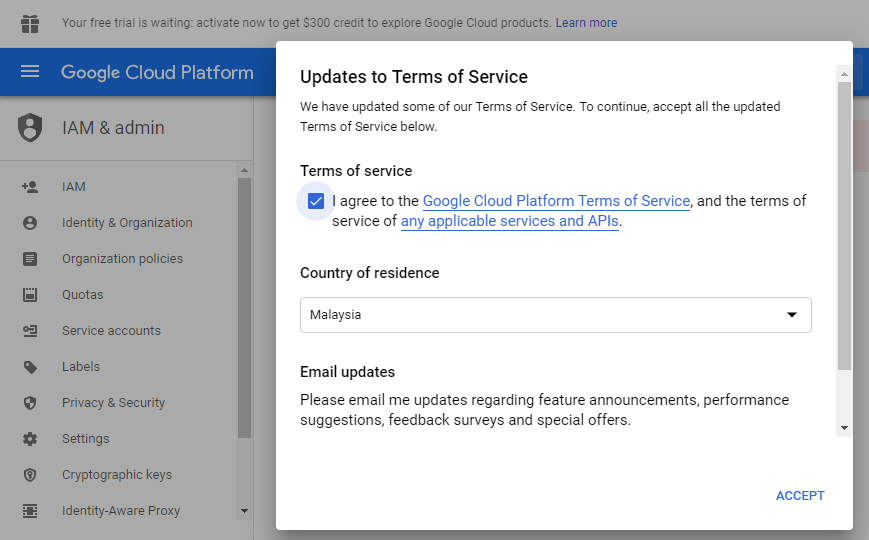 Your free trial is waiting: activate now to get $300 credit to explore Google Cloud products. Learn more
Google Cloud Platform
IAM & admin
IAM
Identity & Organization
Organization policies
Quotas
Service accounts
Labels
Privacy & Security
Settings
Cryptographic keys
Identity-Aware Proxy
Updates to Terms of Service
We have updated some of our Terms of Service. To continue, accept all the updated
Terms of Service below.
Terms of service
I agree to the Google Cloud Platform Terms of Service, and the terms of
service of any applicable services and APIs.
Country of residence
Malaysia
Email updates
Please email me updates regarding feature announcements, performance
suggestions, feedback surveys and special offers.
ACCEPT